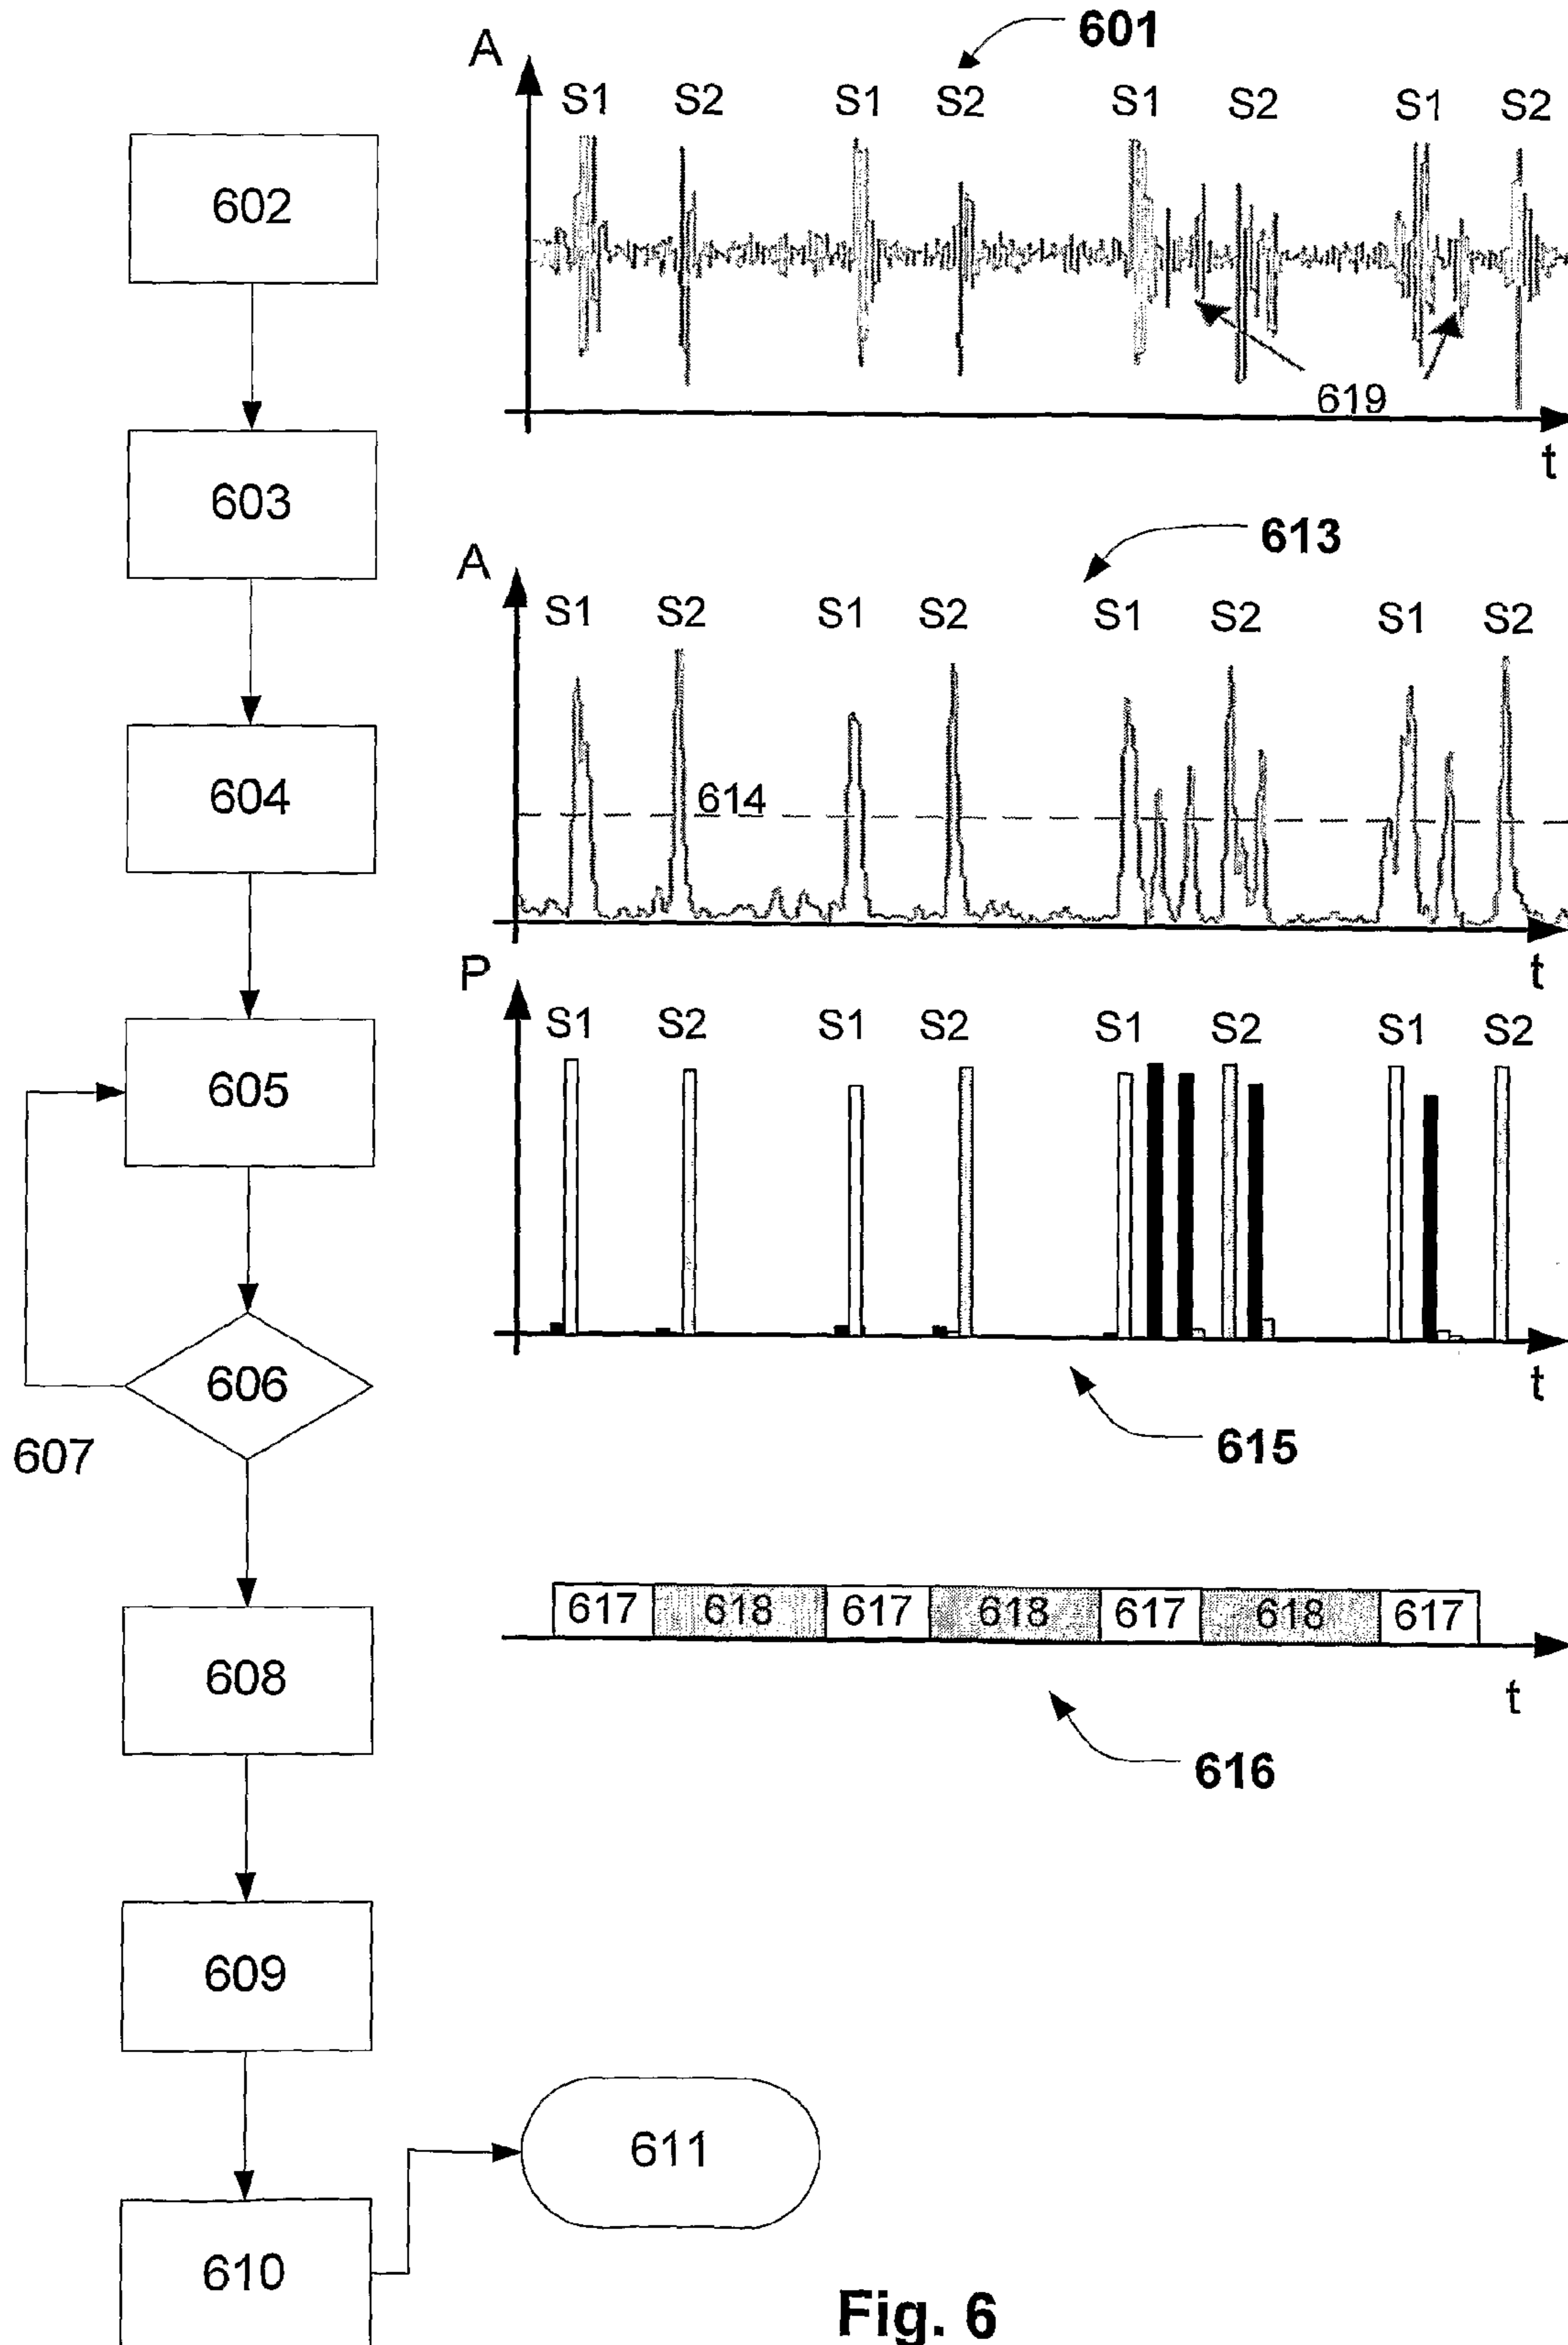 601
A
S1 S2 S1 S2 S1 S2 S1 S2
602
619
t
603
613
A
S1 S2 S1 S2 S1 S2 S1 S2
604
614
t
P
S1 S2 S1 S2 S1 S2 S1 S2
605
606
t
607
615
617 618 617 618 617 618 617
608
t
616
609
611
610
Fig. 6